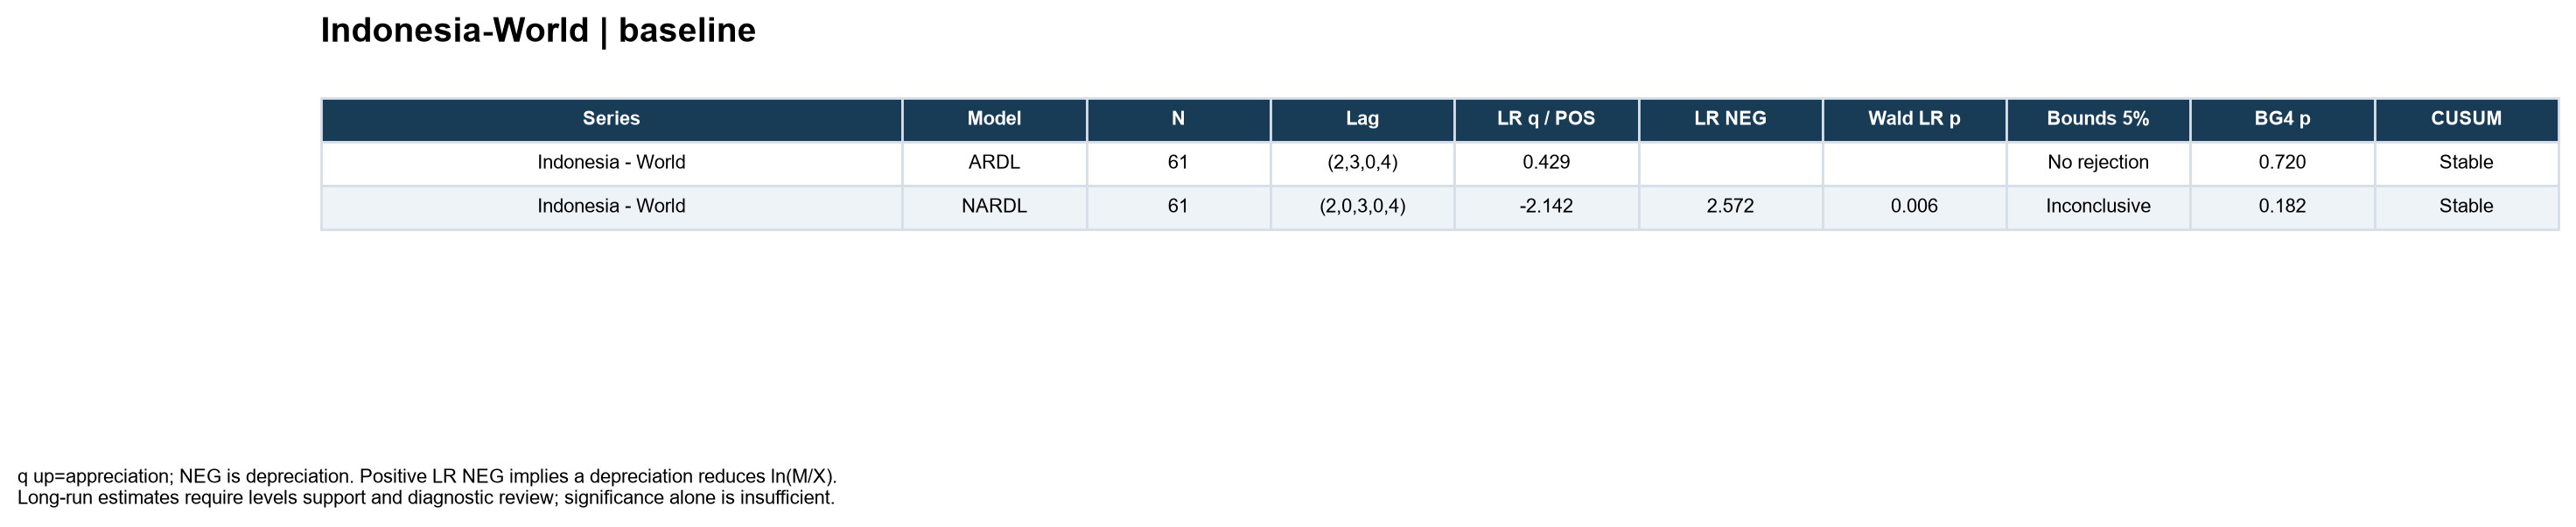 Indonesia-World | baseline
Series Model N Lag LR q / POS LR NEG Wald LR p Bounds 5% BG4 p CUSUM
Indonesia - World ARDL 61 (2,3,0,4) 0.429 No rejection 0.720 Stable
Indonesia - World NARDL 61 (2,0,3,0,4) -2.142 2.572 0.006 Inconclusive 0.182 Stable
q up=appreciation; NEG is depreciation. Positive LR NEG implies a depreciation reduces ln(M/X).
Long-run estimates require levels support and diagnostic review; significance alone is insufficient.